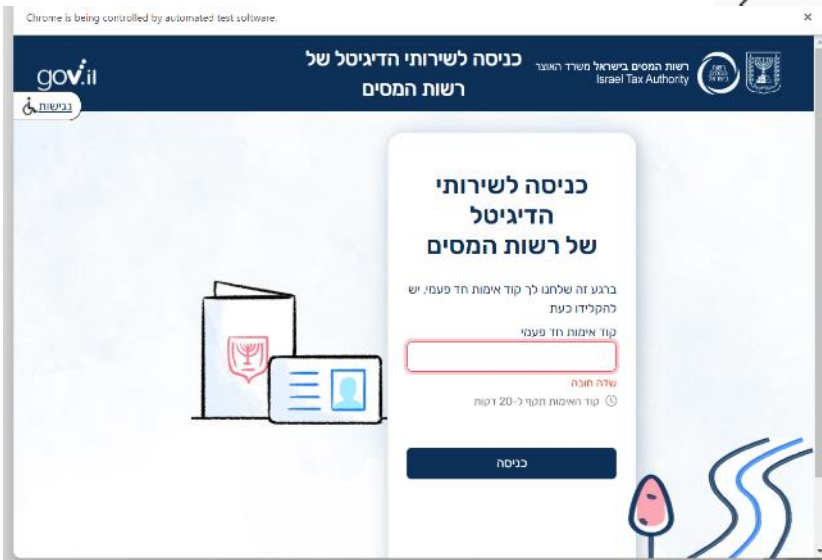 Chrome is being controlled by automated test software.
gov.il
כניסה לשירותי הדיגיטל של
רשות המסים
רשות המסים בישראל משרד האוצר
Israel Tax Authority
נגישות
כניסה לשירותי
הדיגיטל
של רשות המסים
ברגע זה שלחנו לך קוד אימות חד פעמי, יש
להקלידו כעת
קוד אימות חד פעמי
שדה חובה
קוד האימות תקף ל-20 דקות
כניסה